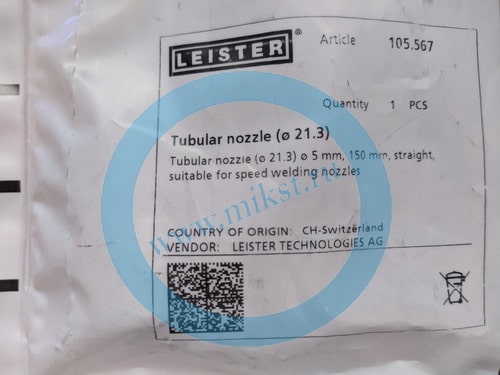 LEISTER®
Article 105.567
Quantity 1 PCS
Tubular nozzle (ø 21.3)
Tubular nozzle (ø 21.3) ø 5 mm, 150 mm, straight,
suitable for speed welding nozzles
www.mikst.ru
COUNTRY OF ORIGIN: CH-Switzerland
VENDOR: LEISTER TECHNOLOGIES AG